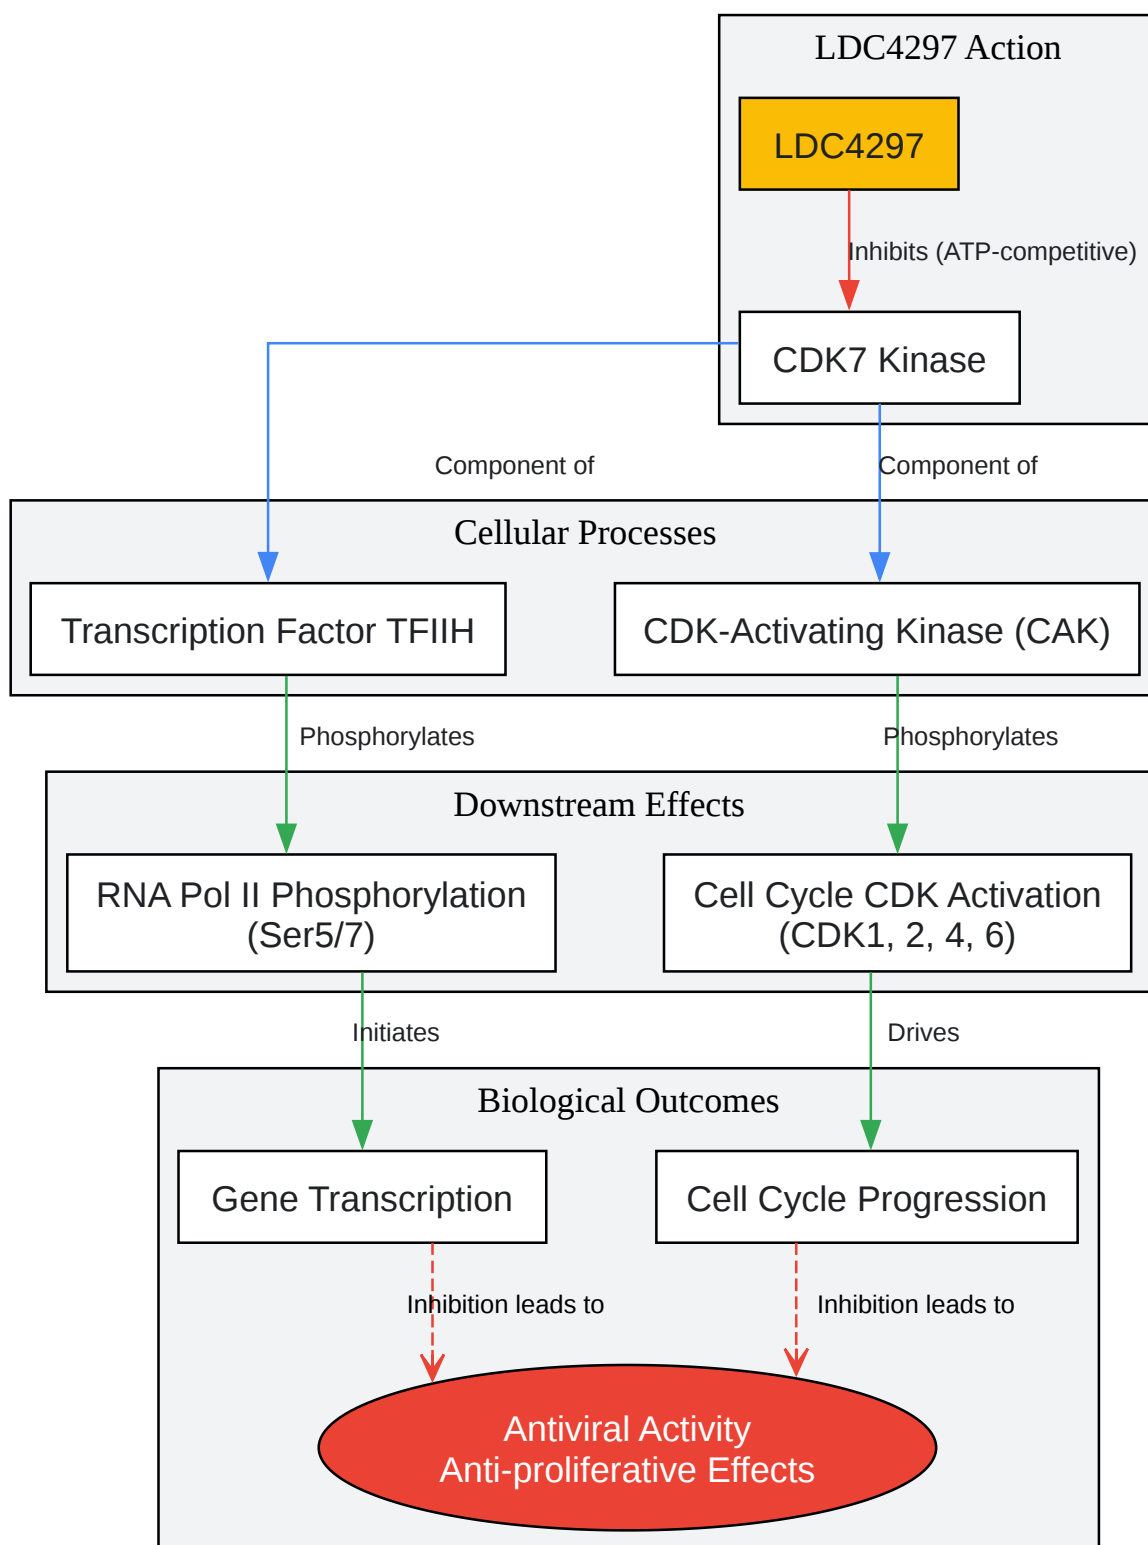 LDC4297 Action
LDC4297
Inhibits (ATP-competitive)
CDK7 Kinase
Component of
Component of
Cellular Processes
Transcription Factor TFIIH
CDK-Activating Kinase (CAK)
Phosphorylates
Phosphorylates
Downstream Effects
RNA Pol II Phosphorylation
(Ser5/7)
Cell Cycle CDK Activation
(CDK1, 2, 4, 6)
Initiates
Drives
Biological Outcomes
Gene Transcription
Cell Cycle Progression
Inhibition leads to
Inhibition leads to
Antiviral Activity
Anti-proliferative Effects